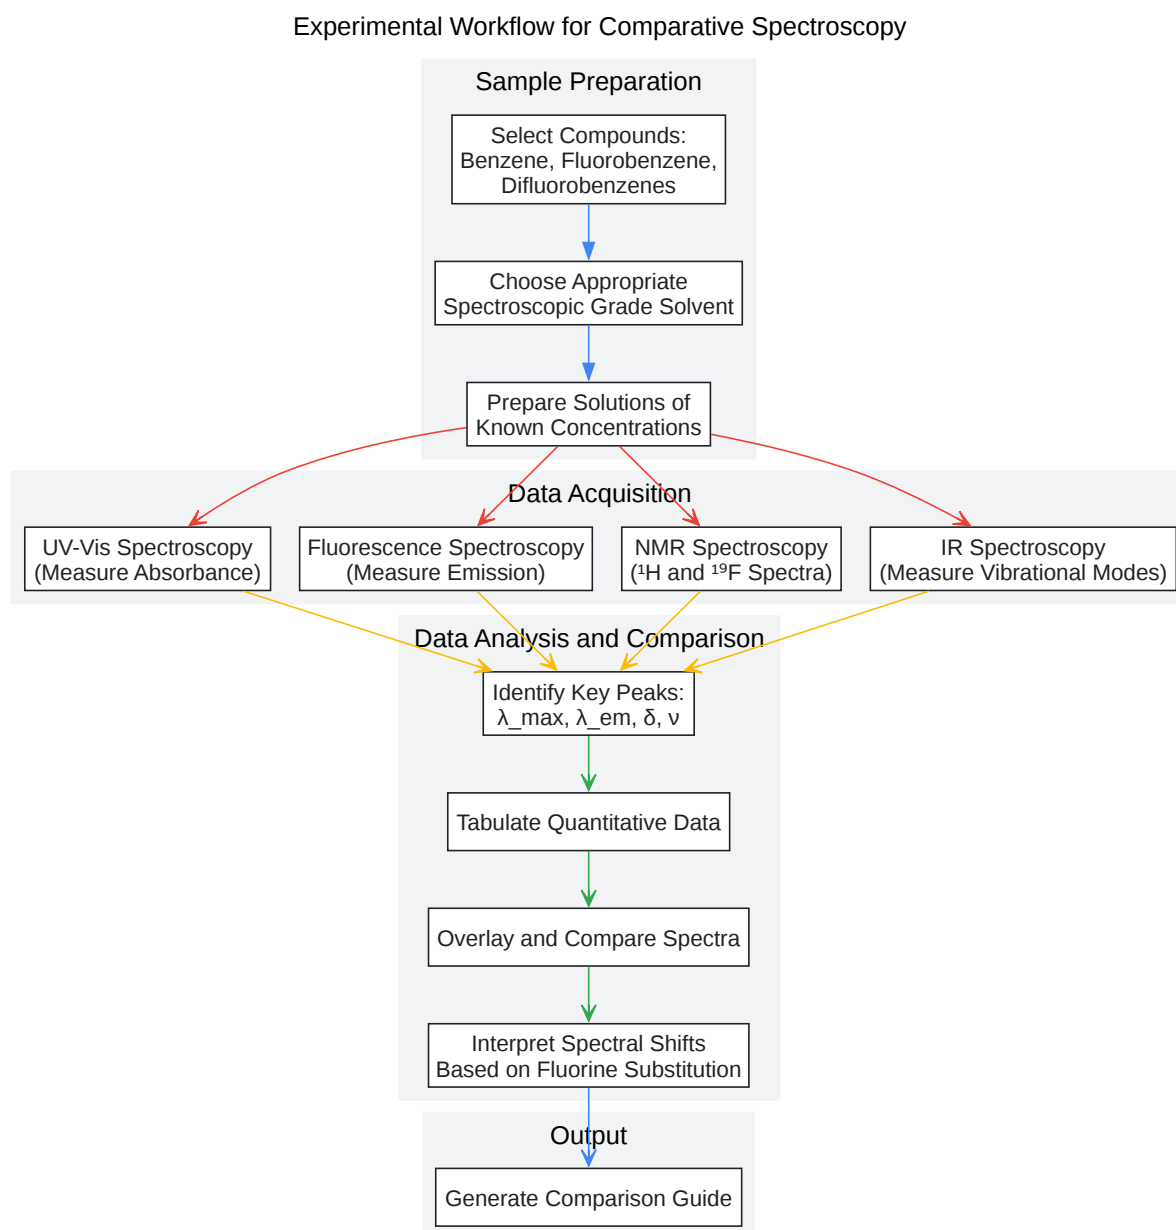 Experimental Workflow for Comparative Spectroscopy
Sample Preparation
Select Compounds:
Benzene, Fluorobenzene,
Difluorobenzenes
Choose Appropriate
Spectroscopic Grade Solvent
Prepare Solutions of
Known Concentrations
Data Acquisition
UV-Vis Spectroscopy
(Measure Absorbance)
Fluorescence Spectroscopy
(Measure Emission)
NMR Spectroscopy
(¹H and ¹⁹F Spectra)
IR Spectroscopy
(Measure Vibrational Modes)
Data Analysis and Comparison
Identify Key Peaks:
λ_max, λ_em, δ, ν
Tabulate Quantitative Data
Overlay and Compare Spectra
Interpret Spectral Shifts
Based on Fluorine Substitution
Output
Generate Comparison Guide